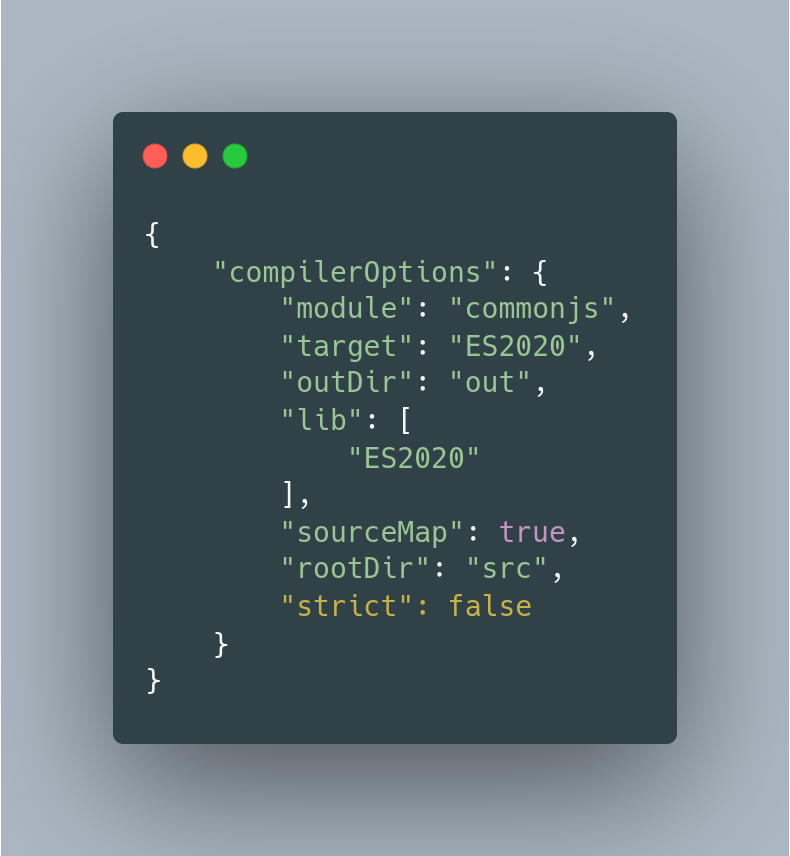 {
    "compilerOptions": {
        "module": "commonjs",
        "target": "ES2020",
        "outDir": "out",
        "lib": [
            "ES2020"
        ],
        "sourceMap": true,
        "rootDir": "src",
        "strict": false
    }
}